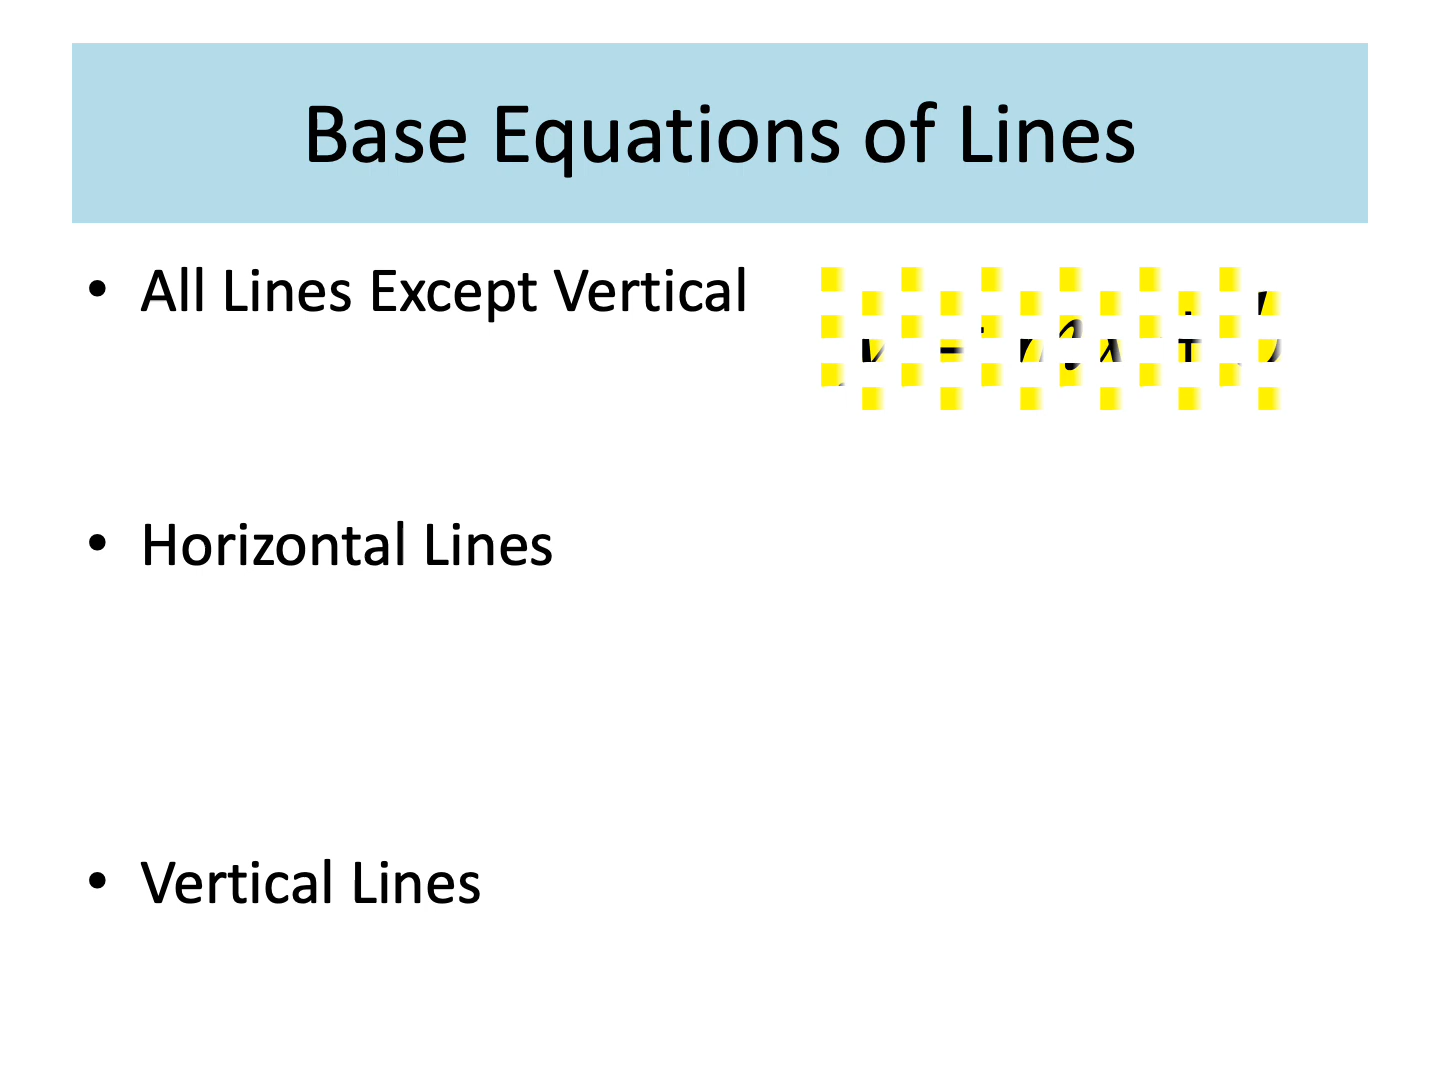 Base Equations of Lines
• All Lines Except Vertical
• Horizontal Lines
• Vertical Lines